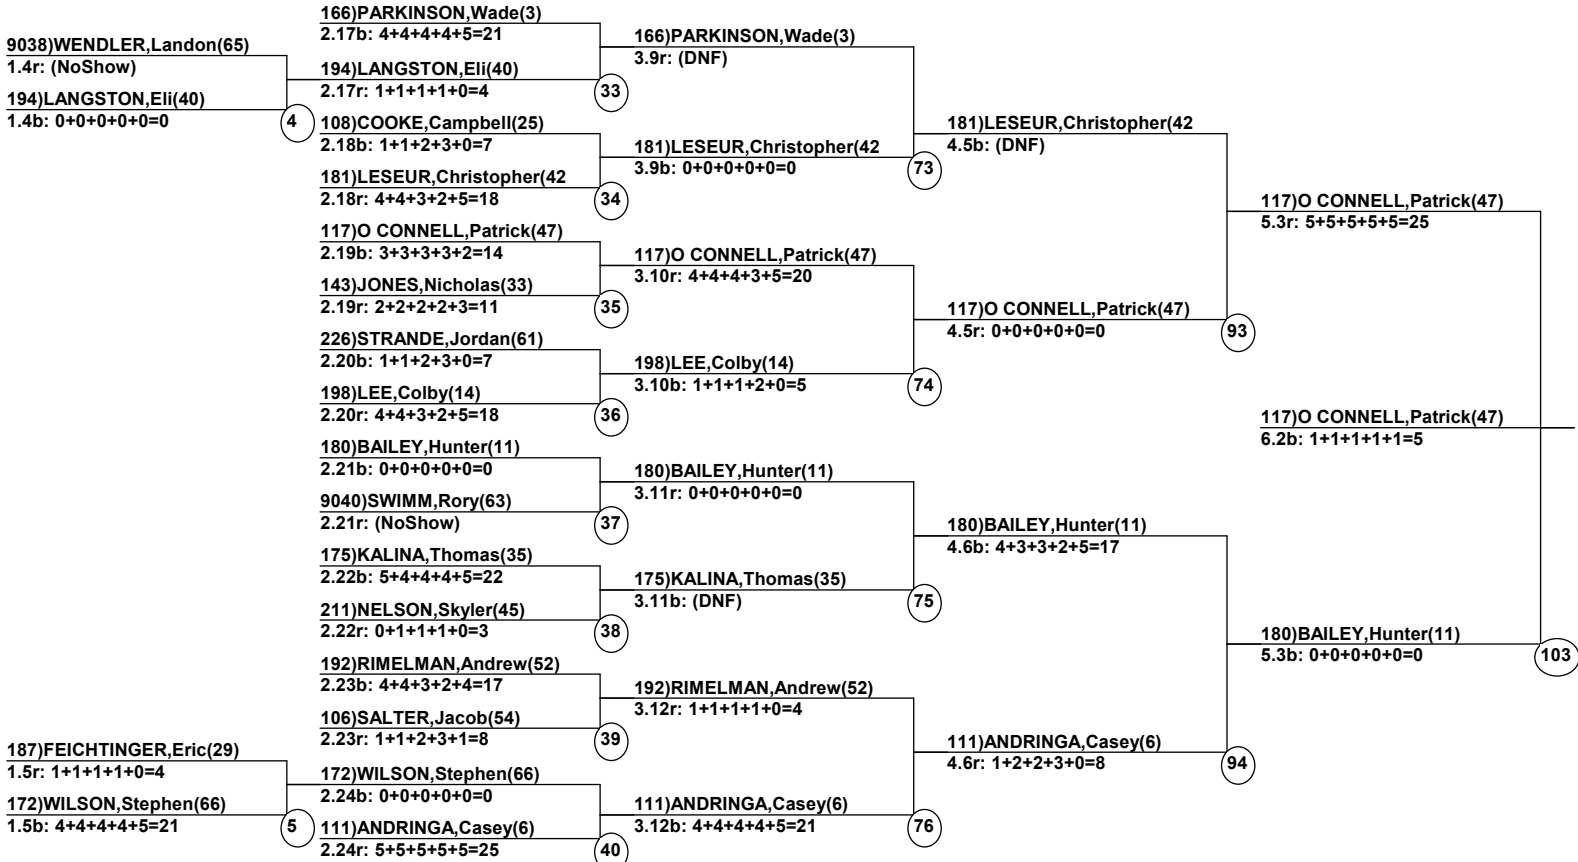 9038)WENDLER,Landon(65)
1.4r: (NoShow)
194)LANGSTON,Eli(40)
1.4b: 0+0+0+0+0=0
4
187)FEICHTINGER,Eric(29)
1.5r: 1+1+1+1+0=4
172)WILSON,Stephen(66)
1.5b: 4+4+4+4+5=21
5
166)PARKINSON,Wade(3)
2.17b: 4+4+4+4+5=21
194)LANGSTON,Eli(40)
2.17r: 1+1+1+1+0=4
33
108)COOKE,Campbell(25)
2.18b: 1+1+2+3+0=7
181)LESEUR,Christopher(42
2.18r: 4+4+3+2+5=18
34
117)O CONNELL,Patrick(47)
2.19b: 3+3+3+3+2=14
143)JONES,Nicholas(33)
2.19r: 2+2+2+2+3=11
35
226)STRANDE,Jordan(61)
2.20b: 1+1+2+3+0=7
198)LEE,Colby(14)
2.20r: 4+4+3+2+5=18
36
180)BAILEY,Hunter(11)
2.21b: 0+0+0+0+0=0
9040)SWIMM,Rory(63)
2.21r: (NoShow)
37
175)KALINA,Thomas(35)
2.22b: 5+4+4+4+5=22
211)NELSON,Skyler(45)
2.22r: 0+1+1+1+0=3
38
192)RIMELMAN,Andrew(52)
2.23b: 4+4+3+2+4=17
106)SALTER,Jacob(54)
2.23r: 1+1+2+3+1=8
39
172)WILSON,Stephen(66)
2.24b: 0+0+0+0+0=0
111)ANDRINGA,Casey(6)
2.24r: 5+5+5+5+5=25
40
166)PARKINSON,Wade(3)
3.9r: (DNF)
181)LESEUR,Christopher(42
3.9b: 0+0+0+0+0=0
73
117)O CONNELL,Patrick(47)
3.10r: 4+4+4+3+5=20
198)LEE,Colby(14)
3.10b: 1+1+1+2+0=5
74
180)BAILEY,Hunter(11)
3.11r: 0+0+0+0+0=0
175)KALINA,Thomas(35)
3.11b: (DNF)
75
192)RIMELMAN,Andrew(52)
3.12r: 1+1+1+1+0=4
111)ANDRINGA,Casey(6)
3.12b: 4+4+4+4+5=21
76
181)LESEUR,Christopher(42
4.5b: (DNF)
117)O CONNELL,Patrick(47)
4.5r: 0+0+0+0+0=0
93
180)BAILEY,Hunter(11)
4.6b: 4+3+3+2+5=17
111)ANDRINGA,Casey(6)
4.6r: 1+2+2+3+0=8
94
117)O CONNELL,Patrick(47)
5.3r: 5+5+5+5+5=25
180)BAILEY,Hunter(11)
5.3b: 0+0+0+0+0=0
103
117)O CONNELL,Patrick(47)
6.2b: 1+1+1+1+1=5